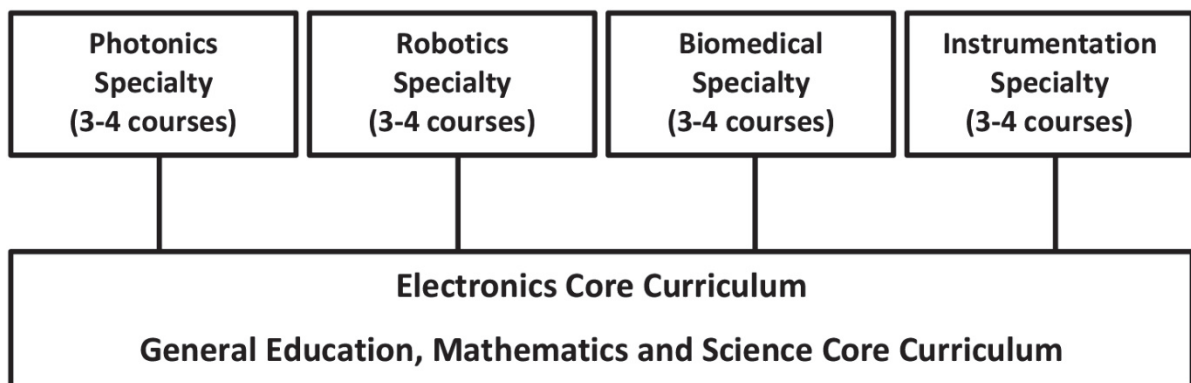 Photonics
Specialty
(3-4 courses)
Robotics
Specialty
(3-4 courses)
Biomedical
Specialty
(3-4 courses)
Instrumentation
Specialty
(3-4 courses)
Electronics Core Curriculum
General Education, Mathematics and Science Core Curriculum